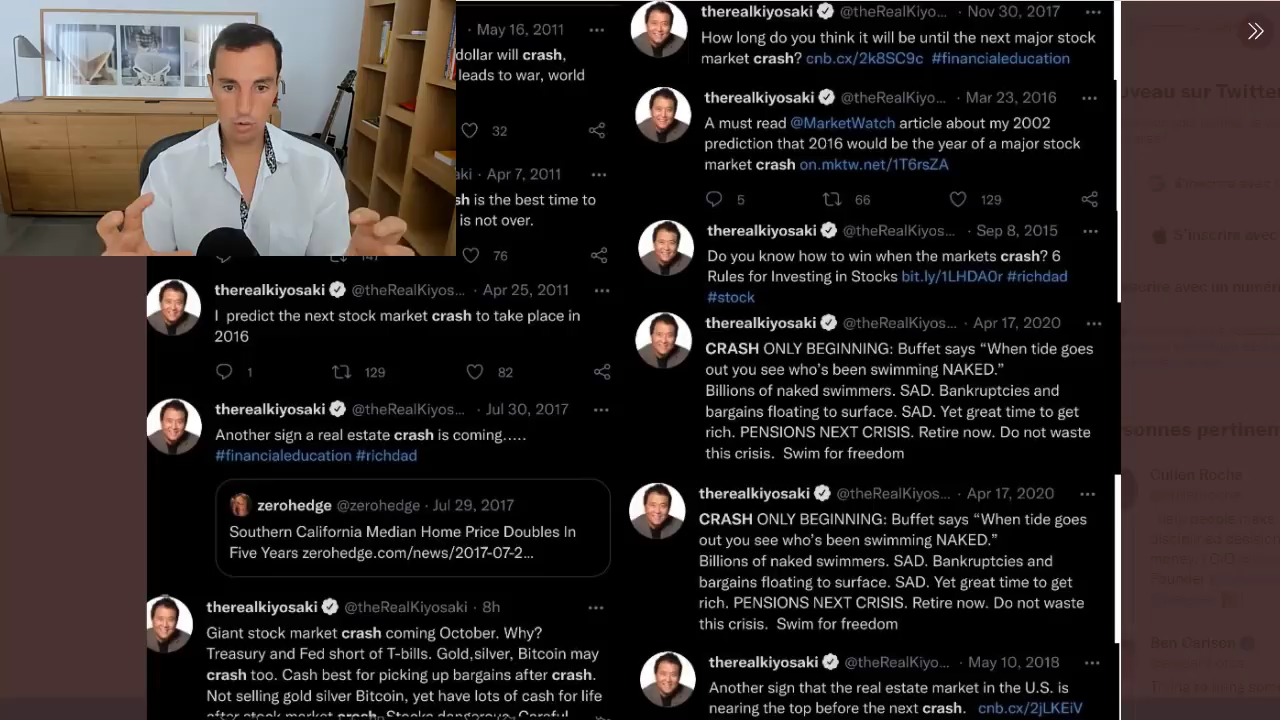 · May 16, 2011 ···
dollar will crash,
leads to war, world
32
· Apr 7, 2011 ···
is the best time to
is not over.
76
therealkiyosaki @theRealKiyos... · Apr 25, 2011 ···
I predict the next stock market crash to take place in
2016
1 129 82
therealkiyosaki @theRealKiyos... · Jul 30, 2017 ···
Another sign a real estate crash is coming.....
#financialeducation #richdad
zerohedge @zerohedge · Jul 29, 2017
Southern California Median Home Price Doubles In
Five Years zerohedge.com/news/2017-07-2...
therealkiyosaki @theRealKiyosaki · 8h ···
Giant stock market crash coming October. Why?
Treasury and Fed short of T-bills. Gold,silver, Bitcoin may
crash too. Cash best for picking up bargains after crash.
Not selling gold silver Bitcoin, yet have lots of cash for life
after stock market crash. Stocks dangerous. Careful
therealkiyosaki @theRealKiyo... · Nov 30, 2017 ···
How long do you think it will be until the next major stock
market crash? cnb.cx/2k8SC9c #financialeducation
therealkiyosaki @theRealKiyo... · Mar 23, 2016 ···
A must read @MarketWatch article about my 2002
prediction that 2016 would be the year of a major stock
market crash on.mktw.net/1T6rsZA
5 66 129
therealkiyosaki @theRealKiyos... · Sep 8, 2015 ···
Do you know how to win when the markets crash? 6
Rules for Investing in Stocks bit.ly/1LHDA0r #richdad
#stock
therealkiyosaki @theRealKiyos... · Apr 17, 2020 ···
CRASH ONLY BEGINNING: Buffet says “When tide goes
out you see who’s been swimming NAKED.”
Billions of naked swimmers. SAD. Bankruptcies and
bargains floating to surface. SAD. Yet great time to get
rich. PENSIONS NEXT CRISIS. Retire now. Do not waste
this crisis. Swim for freedom
therealkiyosaki @theRealKiyo... · Apr 17, 2020 ···
CRASH ONLY BEGINNING: Buffet says “When tide goes
out you see who’s been swimming NAKED.”
Billions of naked swimmers. SAD. Bankruptcies and
bargains floating to surface. SAD. Yet great time to get
rich. PENSIONS NEXT CRISIS. Retire now. Do not waste
this crisis. Swim for freedom
therealkiyosaki @theRealKiyo... · May 10, 2018 ···
Another sign that the real estate market in the U.S. is
nearing the top before the next crash. cnb.cx/2jLKEiV
sur Twitter
S'inscrire avec
Cullen Roche
Ben Carlson